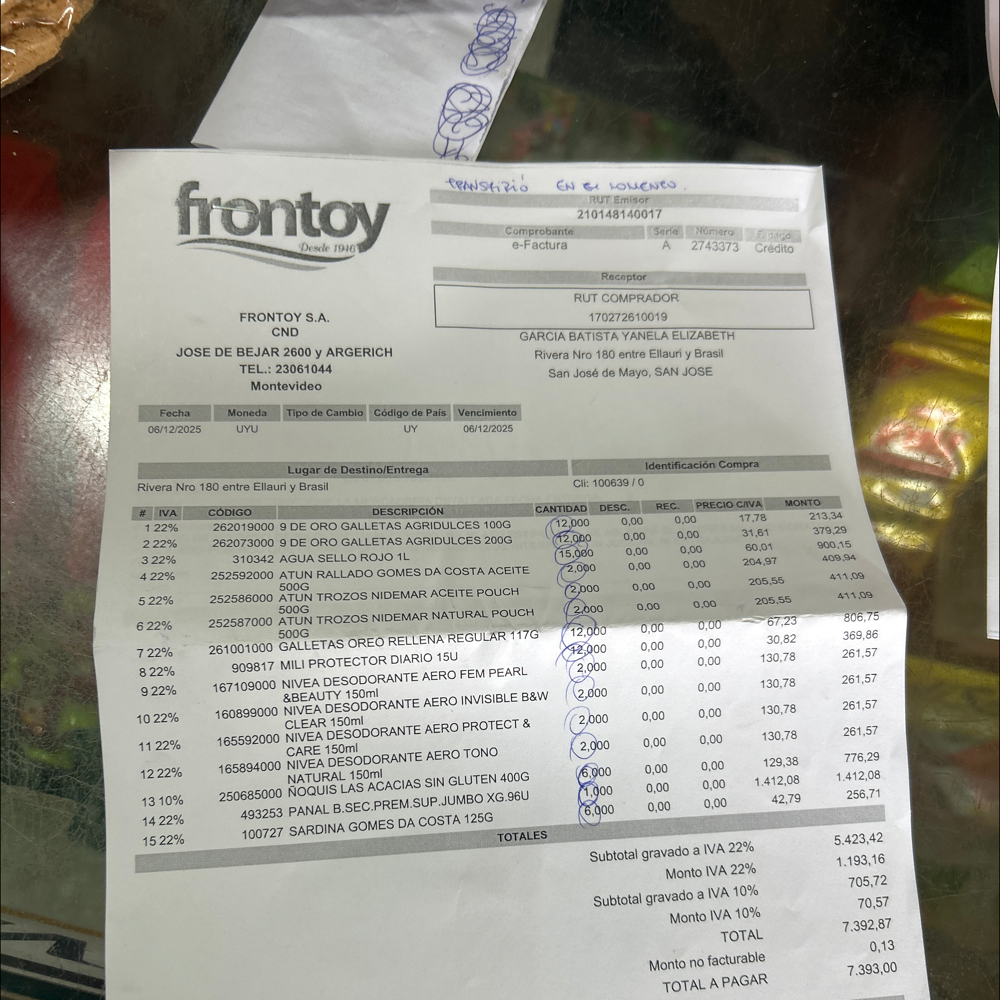 TRANSFIRIÓ EN EL MOMENTO.
frontoy
Desde 1946
RUT Emisor
210148140017
Comprobante Serie Número F. pago
e-Factura A 2743373 Crédito
Receptor
RUT COMPRADOR
170272610019
GARCIA BATISTA YANELA ELIZABETH
Rivera Nro 180 entre Ellauri y Brasil
San José de Mayo, SAN JOSE
FRONTOY S.A.
CND
JOSE DE BEJAR 2600 y ARGERICH
TEL.: 23061044
Montevideo
Fecha Moneda Tipo de Cambio Código de País Vencimiento
06/12/2025 UYU UY 06/12/2025
Lugar de Destino/Entrega Identificación Compra
Rivera Nro 180 entre Ellauri y Brasil Cli: 100639 / 0
# IVA CÓDIGO DESCRIPCIÓN CANTIDAD DESC. REC. PRECIO C/IVA MONTO
1 22% 262019000 9 DE ORO GALLETAS AGRIDULCES 100G 12,000 0,00 0,00 17,78 213,34
2 22% 262073000 9 DE ORO GALLETAS AGRIDULCES 200G 12,000 0,00 0,00 31,61 379,29
3 22% 310342 AGUA SELLO ROJO 1L 15,000 0,00 0,00 60,01 900,15
4 22% 252592000 ATUN RALLADO GOMES DA COSTA ACEITE 2,000 0,00 0,00 204,97 409,94
500G
5 22% 252586000 ATUN TROZOS NIDEMAR ACEITE POUCH 2,000 0,00 0,00 205,55 411,09
500G
6 22% 252587000 ATUN TROZOS NIDEMAR NATURAL POUCH 2,000 0,00 0,00 205,55 411,09
500G
7 22% 261001000 GALLETAS OREO RELLENA REGULAR 117G 12,000 0,00 0,00 67,23 806,75
8 22% 909817 MILI PROTECTOR DIARIO 15U 12,000 0,00 0,00 30,82 369,86
9 22% 167109000 NIVEA DESODORANTE AERO FEM PEARL 2,000 0,00 0,00 130,78 261,57
&BEAUTY 150ml
10 22% 160899000 NIVEA DESODORANTE AERO INVISIBLE B&W 2,000 0,00 0,00 130,78 261,57
CLEAR 150ml
11 22% 165592000 NIVEA DESODORANTE AERO PROTECT & 2,000 0,00 0,00 130,78 261,57
CARE 150ml
12 22% 165894000 NIVEA DESODORANTE AERO TONO 2,000 0,00 0,00 130,78 261,57
NATURAL 150ml
13 10% 250685000 ÑOQUIS LAS ACACIAS SIN GLUTEN 400G 6,000 0,00 0,00 129,38 776,29
14 22% 493253 PANAL B.SEC.PREM.SUP.JUMBO XG.96U 1,000 0,00 0,00 1.412,08 1.412,08
15 22% 100727 SARDINA GOMES DA COSTA 125G 6,000 0,00 0,00 42,79 256,71
TOTALES
Subtotal gravado a IVA 22% 5.423,42
Monto IVA 22% 1.193,16
Subtotal gravado a IVA 10% 705,72
Monto IVA 10% 70,57
TOTAL 7.392,87
Monto no facturable 0,13
TOTAL A PAGAR 7.393,00